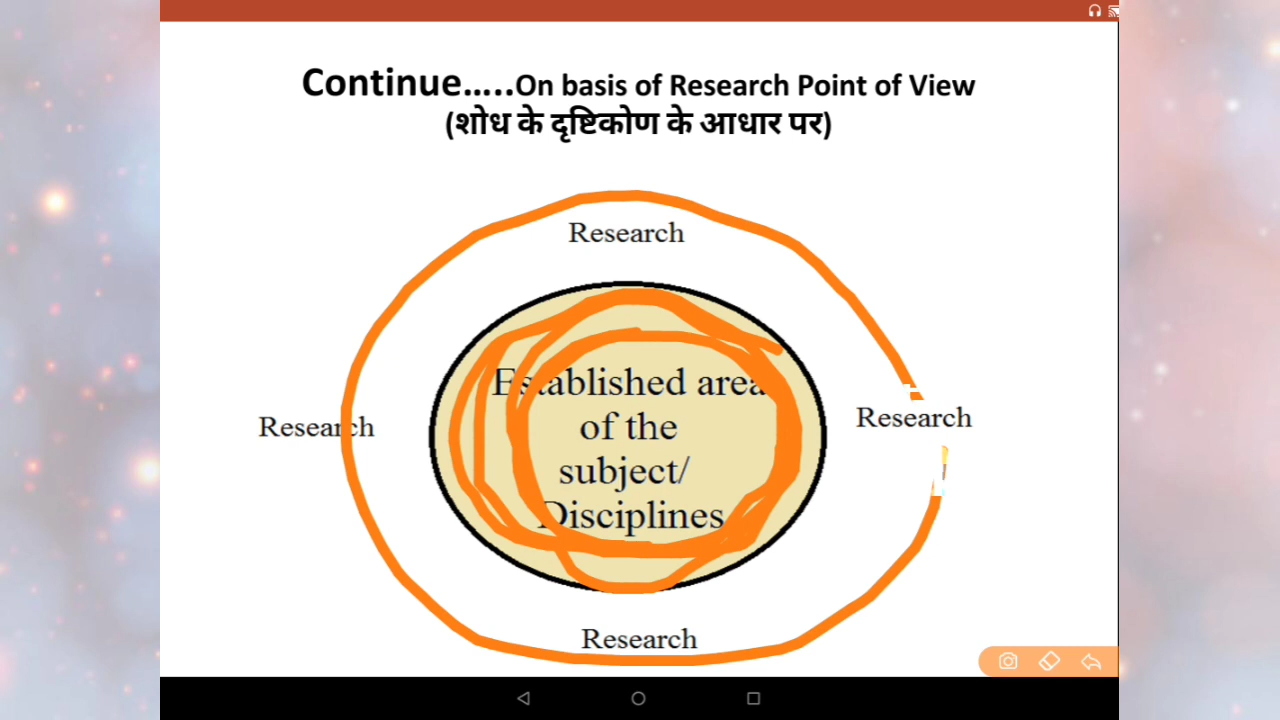 Continue.....On basis of Research Point of View
(शोध के दृष्टिकोण के आधार पर)
Research
Established area
of the
subject/
Disciplines
Research
Research
Research